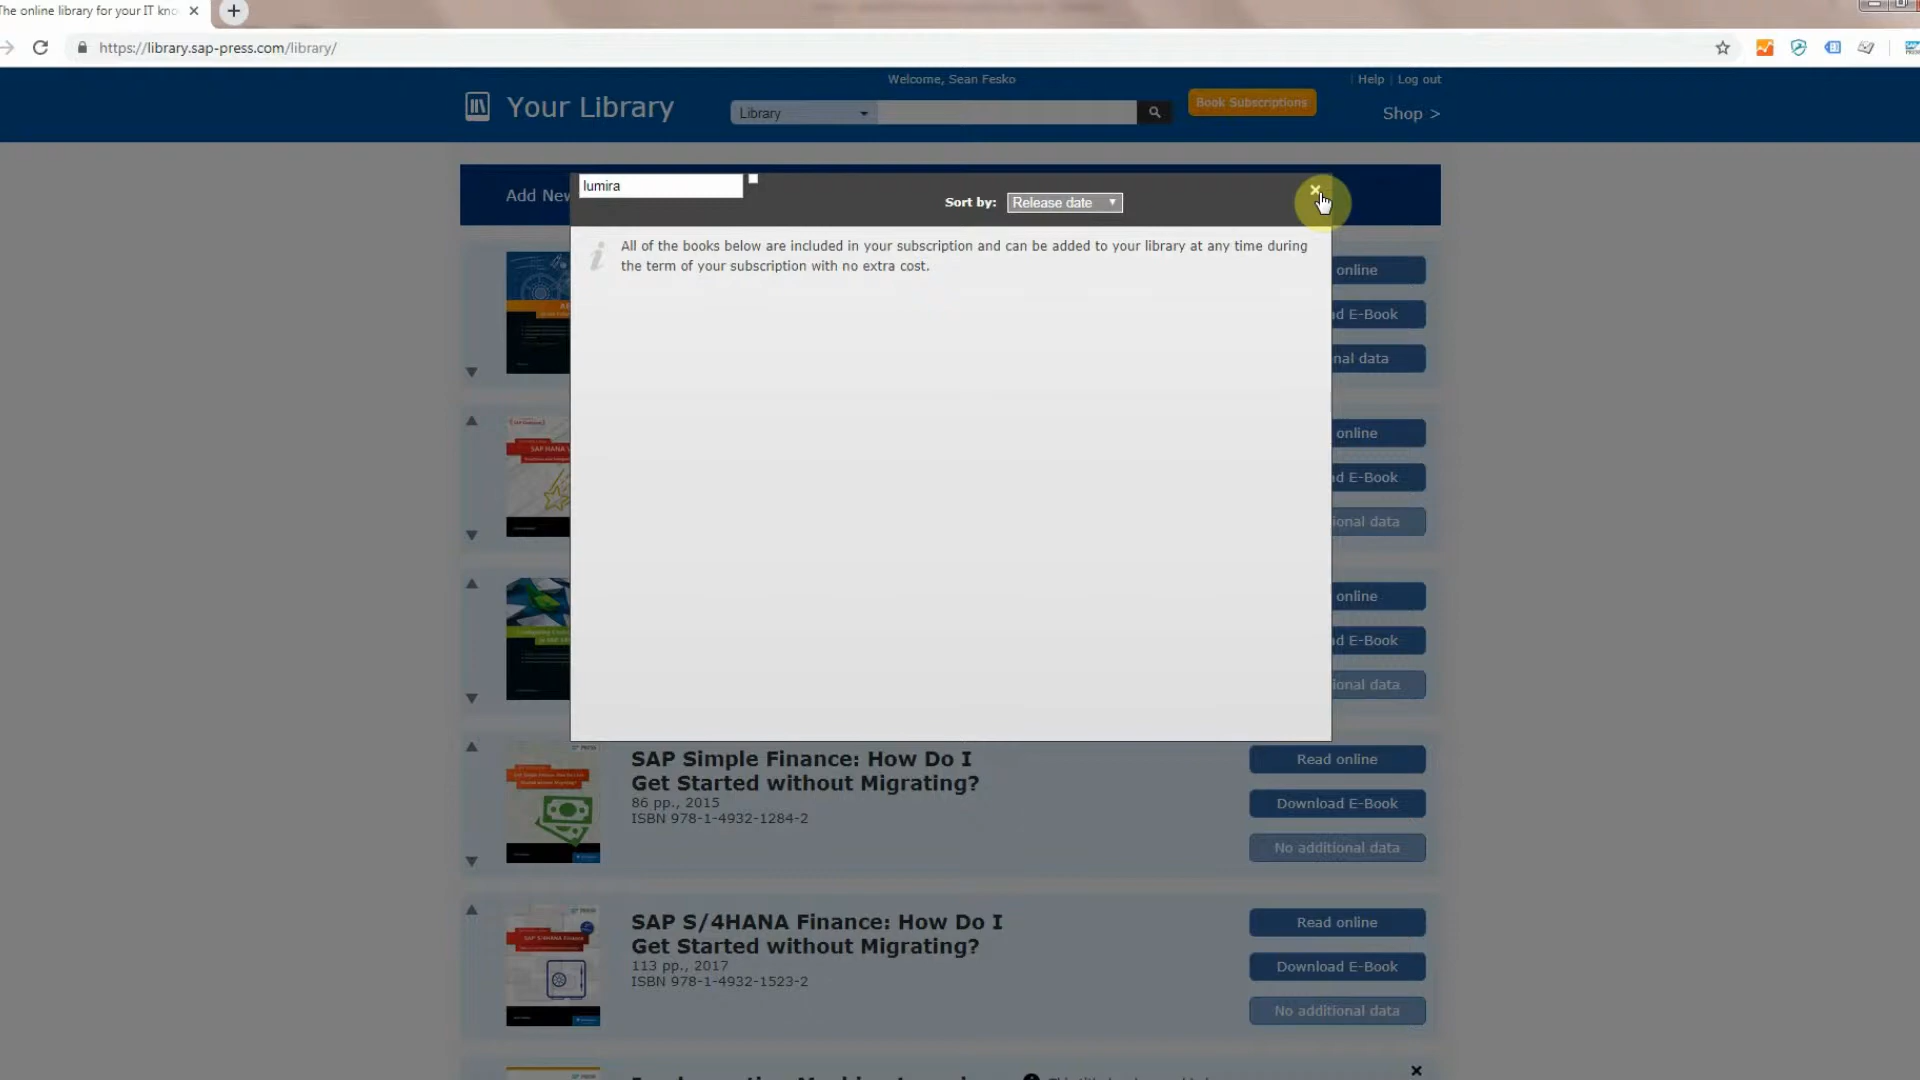 The online library for your IT kno
https://library.sap-press.com/library/
Welcome, Sean Fesko
Help
Log out
Your Library
Library
Book Subscriptions
Shop >
Add New
lumira
Sort by:
Release date
All of the books below are included in your subscription and can be added to your library at any time during
the term of your subscription with no extra cost.
online
d E-Book
nal data
SAP HANA
online
d E-Book
ional data
online
d E-Book
ional data
SAP Simple Finance: How Do I
Get Started without Migrating?
86 pp., 2015
ISBN 978-1-4932-1284-2
Read online
Download E-Book
No additional data
SAP S/4HANA Finance: How Do I
Get Started without Migrating?
113 pp., 2017
ISBN 978-1-4932-1523-2
SAP S/4HANA Finance
Read online
Download E-Book
No additional data